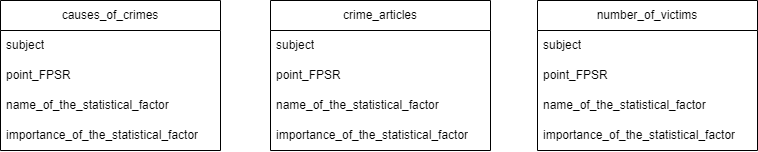 causes_of_crimes
subject
point_FPSR
name_of_the_statistical_factor
importance_of_the_statistical_factor
crime_articles
subject
point_FPSR
name_of_the_statistical_factor
importance_of_the_statistical_factor
number_of_victims
subject
point_FPSR
name_of_the_statistical_factor
importance_of_the_statistical_factor